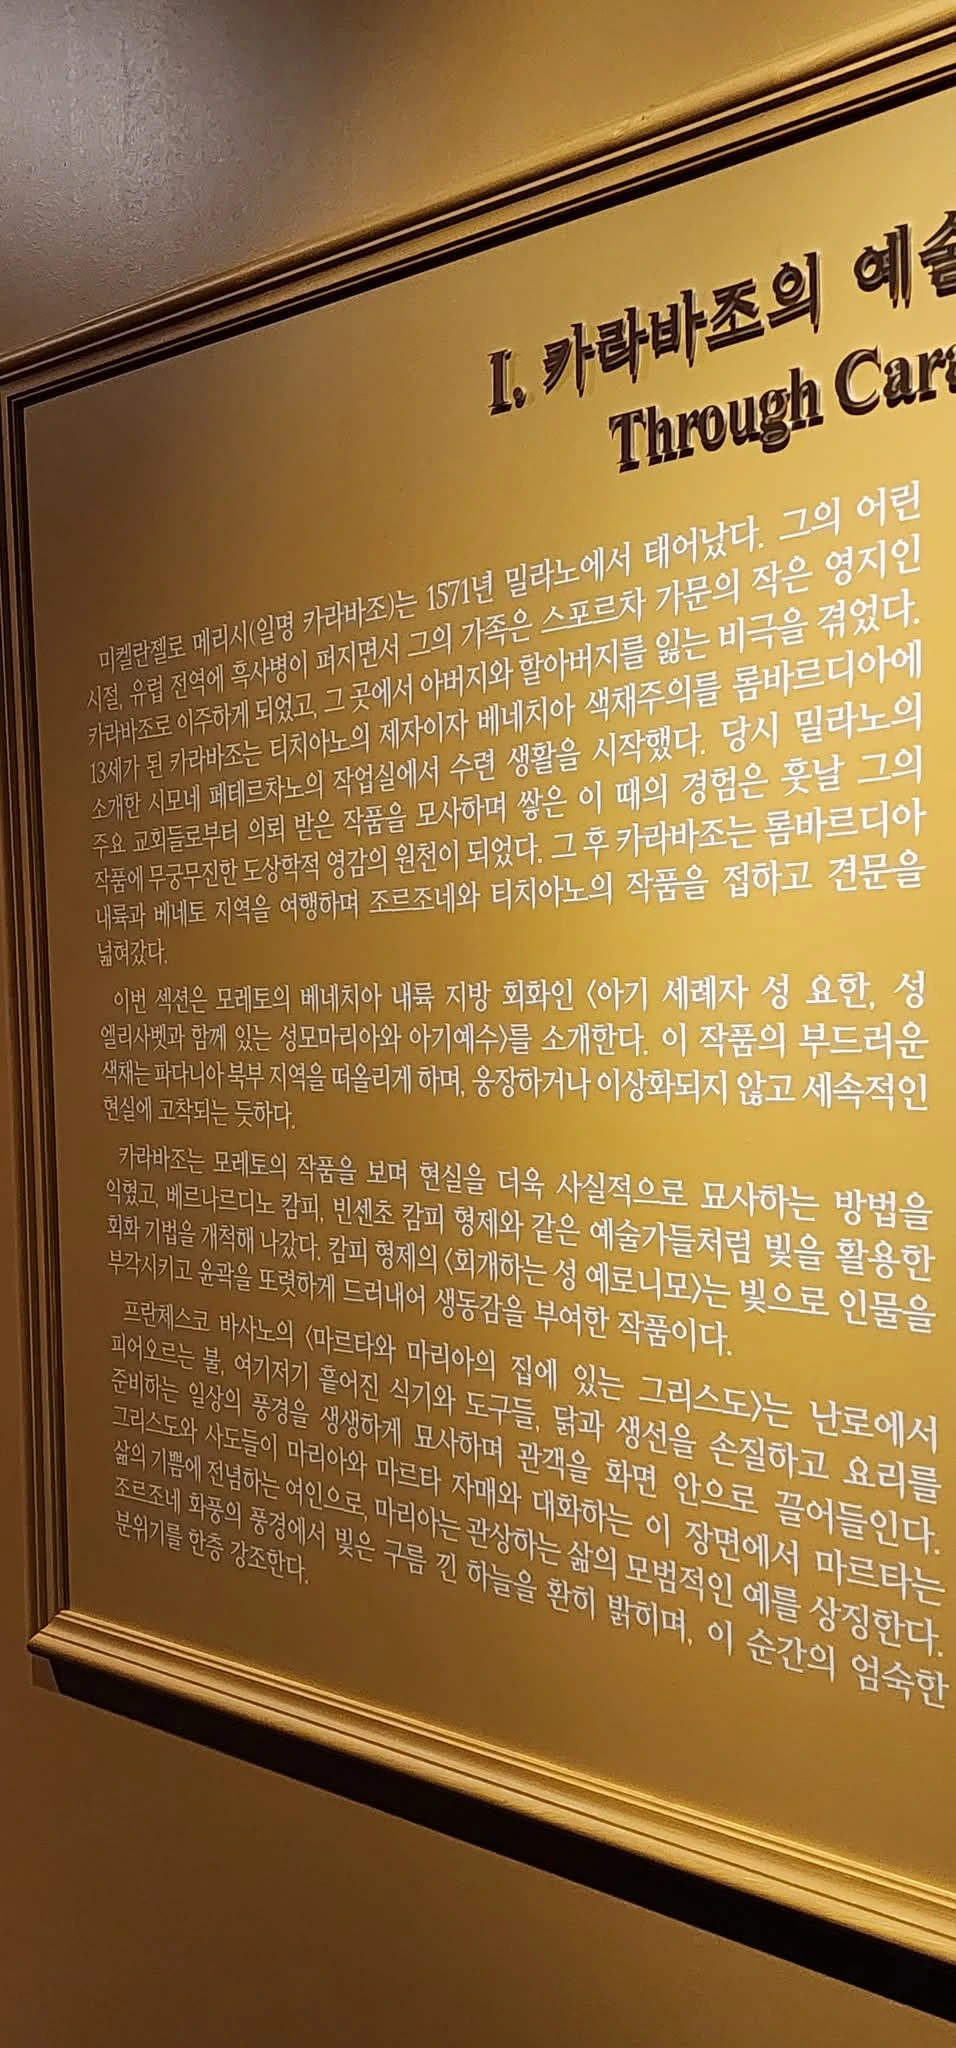 I. 카라바조의 예술
Through Cara
미켈란젤로 메리시(일명 카라바조)는 1571년 밀라노에서 태어났다. 그의 어린
시절, 유럽 전역에 흑사병이 퍼지면서 그의 가족은 스포르차 가문의 작은 영지인
카라바조로 이주하게 되었고, 그 곳에서 아버지와 할아버지를 잃는 비극을 겪었다.
13세가 된 카라바조는 티치아노의 제자이자 베네치아 색채주의를 롬바르디아에
소개한 시모네 페테르차노의 작업실에서 수련 생활을 시작했다. 당시 밀라노의
주요 교회들로부터 의뢰 받은 작품을 모사하며 쌓은 이 때의 경험은 훗날 그의
작품에 무궁무진한 도상학적 영감의 원천이 되었다. 그 후 카라바조는 롬바르디아
내륙과 베네토 지역을 여행하며 조르조네와 티치아노의 작품을 접하고 견문을
넓혀갔다.
이번 섹션은 모레토의 베네치아 내륙 지방 회화인 〈아기 세례자 성 요한, 성
엘리사벳과 함께 있는 성모마리아와 아기예수〉를 소개한다. 이 작품의 부드러운
색채는 파다니아 북부 지역을 떠올리게 하며, 웅장하거나 이상화되지 않고 세속적인
현실에 고착되는 듯하다.
카라바조는 모레토의 작품을 보며 현실을 더욱 사실적으로 묘사하는 방법을
익혔고, 베르나르디노 캄피, 빈센초 캄피 형제와 같은 예술가들처럼 빛을 활용한
회화 기법을 개척해 나갔다. 캄피 형제의 〈회개하는 성 예로니모〉는 빛으로 인물을
부각시키고 윤곽을 또렷하게 드러내어 생동감을 부여한 작품이다.
프란체스코 바사노의 〈마르타와 마리아의 집에 있는 그리스도〉는 난로에서
피어오르는 불, 여기저기 흩어진 식기와 도구들, 닭과 생선을 손질하고 요리를
준비하는 일상의 풍경을 생생하게 묘사하며 관객을 화면 안으로 끌어들인다.
그리스도와 사도들이 마리아와 마르타 자매와 대화하는 이 장면에서 마르타는
삶의 기쁨에 전념하는 여인으로, 마리아는 관상하는 삶의 모범적인 예를 상징한다.
조르조네 화풍의 풍경에서 빛은 구름 낀 하늘을 환히 밝히며, 이 순간의 엄숙한
분위기를 한층 강조한다.